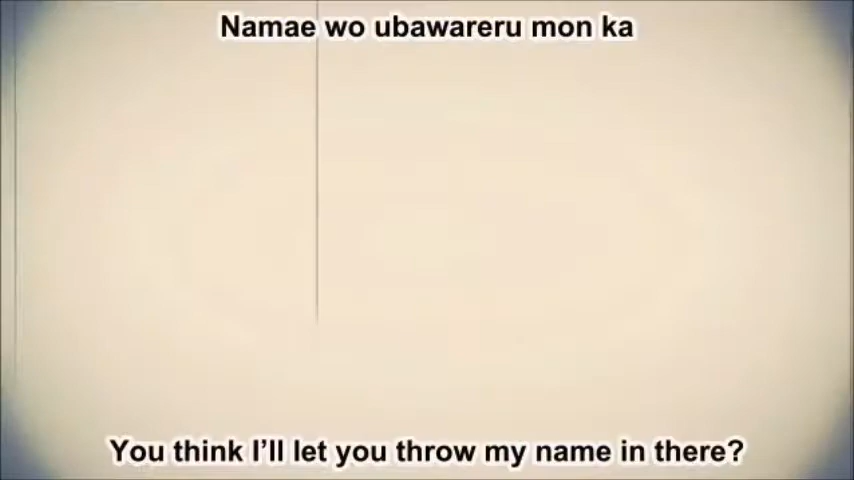 Namae wo ubawareru mon ka
You think I'll let you throw my name in there?